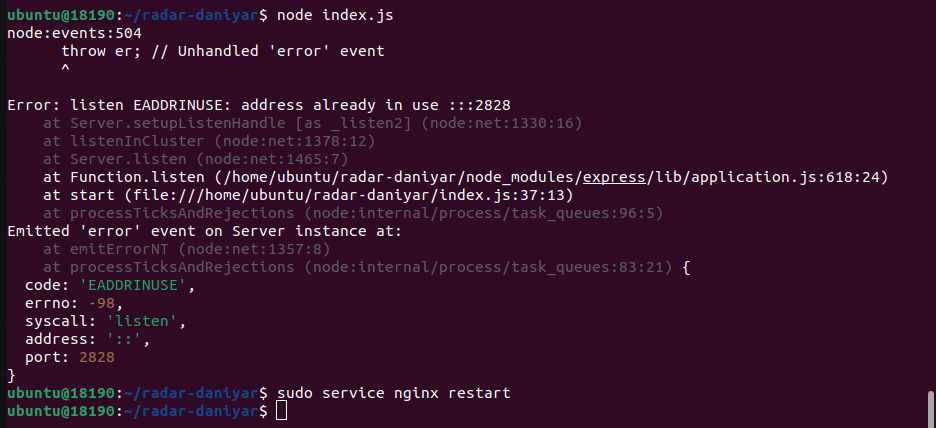 ubuntu@18190:~/radar-daniyar$ node index.js
node:events:504
      throw er; // Unhandled 'error' event
      ^

Error: listen EADDRINUSE: address already in use :::2828
    at Server.setupListenHandle [as _listen2] (node:net:1330:16)
    at listenInCluster (node:net:1378:12)
    at Server.listen (node:net:1465:7)
    at Function.listen (/home/ubuntu/radar-daniyar/node_modules/express/lib/application.js:618:24)
    at start (file:///home/ubuntu/radar-daniyar/index.js:37:13)
    at processTicksAndRejections (node:internal/process/task_queues:96:5)
Emitted 'error' event on Server instance at:
    at emitErrorNT (node:net:1357:8)
    at processTicksAndRejections (node:internal/process/task_queues:83:21) {
  code: 'EADDRINUSE',
  errno: -98,
  syscall: 'listen',
  address: '::',
  port: 2828
}
ubuntu@18190:~/radar-daniyar$ sudo service nginx restart
ubuntu@18190:~/radar-daniyar$